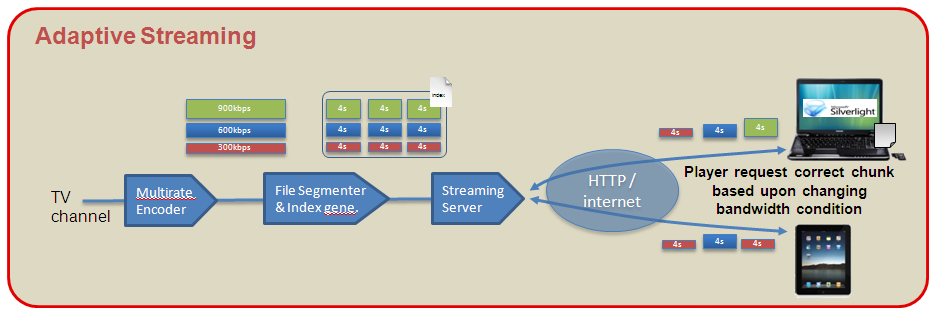 Adaptive Streaming
900kbps
600kbps
300kbps
4s 4s 4s
4s 4s 4s
4s 4s 4s
index
TV
channel
Multirate
Encoder
File Segmenter
& Index gene.
Streaming
Server
HTTP /
internet
4s 4s 4s
Microsoft
Silverlight
Player request correct chunk
based upon changing
bandwidth condition
4s 4s 4s